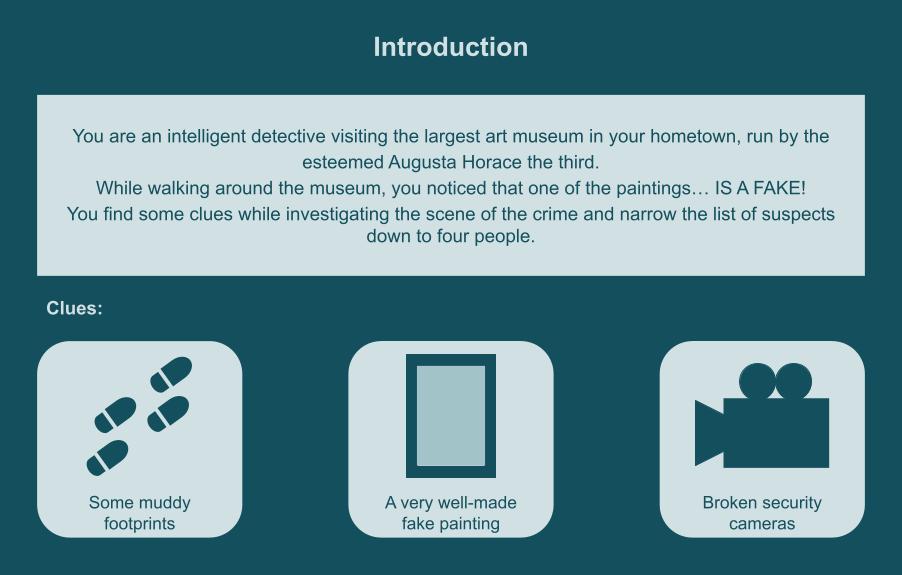 Introduction
You are an intelligent detective visiting the largest art museum in your hometown, run by the
esteemed Augusta Horace the third.
While walking around the museum, you noticed that one of the paintings… IS A FAKE!
You find some clues while investigating the scene of the crime and narrow the list of suspects
down to four people.
Clues:
Some muddy
footprints
A very well-made
fake painting
Broken security
cameras